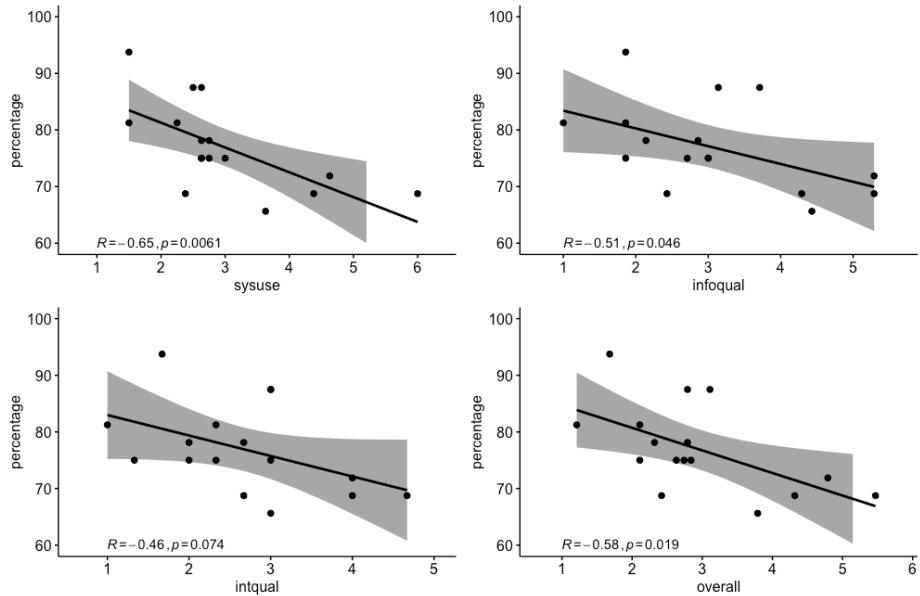 100
90
80
70
60
percentage
R=−0.65, p=0.0061
1 2 3 4 5 6
sysuse
100
90
80
70
60
percentage
R=−0.51, p=0.046
1 2 3 4 5
infoqual
100
90
80
70
60
percentage
R=−0.46, p=0.074
1 2 3 4 5
intqual
100
90
80
70
60
percentage
R=−0.58, p=0.019
1 2 3 4 5 6
overall